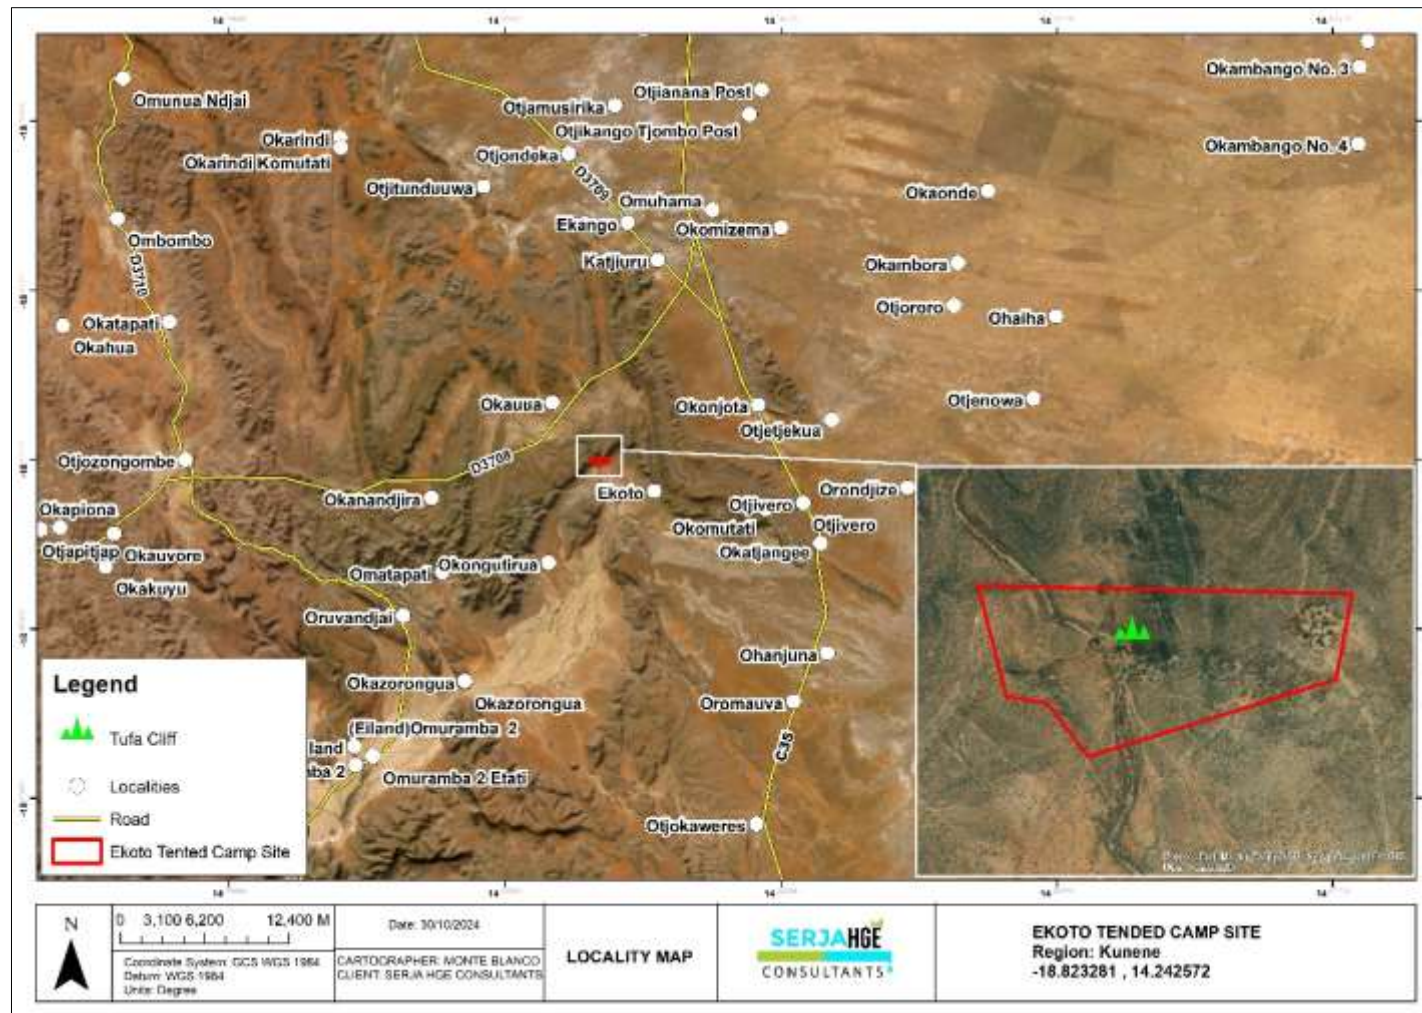 Okambango No. 3
Omunua Ndjai
Otjianana Post
Otjamusirika
Otjikango Tjombo Post
Okarindi
Okarindi Komutati
Otjondeka
Okambango No. 4
D3709
Otjitunduuwa
Okaonde
Omuhama
Ekango
Okomizema
Ombombo
Katjiuru
Okambora
D3710
Otjororo
Ohaiha
Okatapati
Okahua
Okauua
Okonjota
Otjenowa
Otjetjekua
Otjozongombe
D3708
Okanandjira
Ekoto
Orondjize
Okapiona
Otjivero
Otjivero
Okomutati
Otjapitjap
Okauvore
Okatjangee
Okongutirua
Omatapati
Okakuyu
Oruvandjai
Ohanjuna
Okazorongua
Okazorongua
Oromauva
(Eiland)Omuramba 2
land
ba 2
Omuramba 2 Etati
C35
Otjokaweres
Legend
Tufa Cliff
Localities
Road
Ekoto Tented Camp Site
N
0 3,100 6,200 12,400 M
Coordinate System: GCS WGS 1984
Datum: WGS 1984
Units: Degree
Date: 30/10/2024
CARTOGRAPHER: MONTE BLANCO
CLIENT: SERJA HGE CONSULTANTS
LOCALITY MAP
SERJA HGE
CONSULTANTS
EKOTO TENDED CAMP SITE
Region: Kunene
-18.823281 , 14.242572